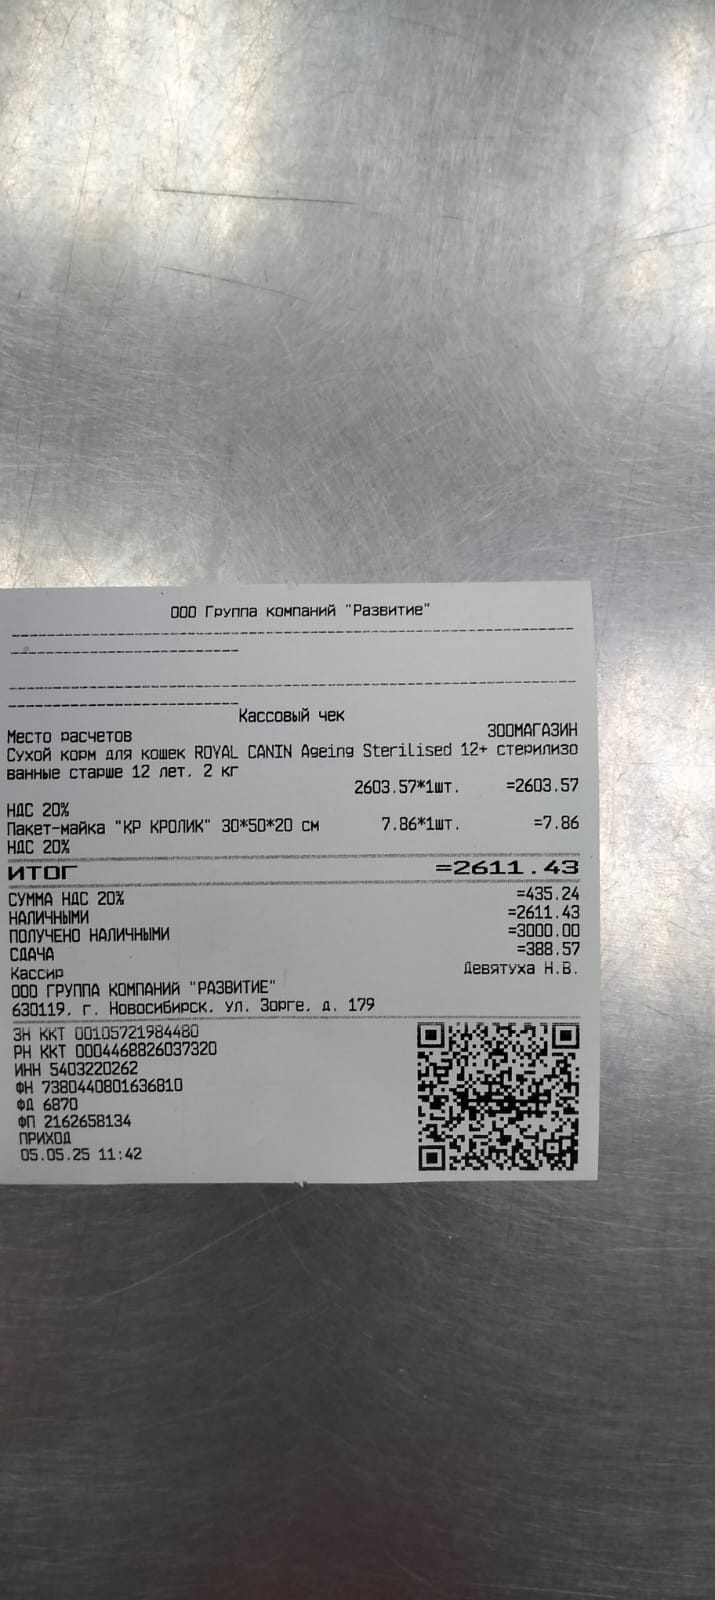 ООО Группа компаний "Развитие"
Кассовый чек
Место расчетов ЗООМАГАЗИН
Сухой корм для кошек ROYAL CANIN Ageing Sterilised 12+ стерилизо
ванные старше 12 лет, 2 кг
2603.57*1шт. =2603.57
НДС 20%
Пакет-майка "КР КРОЛИК" 30*50*20 см 7.86*1шт. =7.86
НДС 20%
ИТОГ =2611.43
СУММА НДС 20% =435.24
НАЛИЧНЫМИ =2611.43
ПОЛУЧЕНО НАЛИЧНЫМИ =3000.00
СДАЧА =388.57
Кассир Девятуха Н.В.
ООО ГРУППА КОМПАНИЙ "РАЗВИТИЕ"
630119, г. Новосибирск, ул. Зорге, д. 179
ЗН ККТ 00105721984480
РН ККТ 0004468826037320
ИНН 5403220262
ФН 7380440801636810
ФД 6870
ФП 2162658134
ПРИХОД
05.05.25 11:42